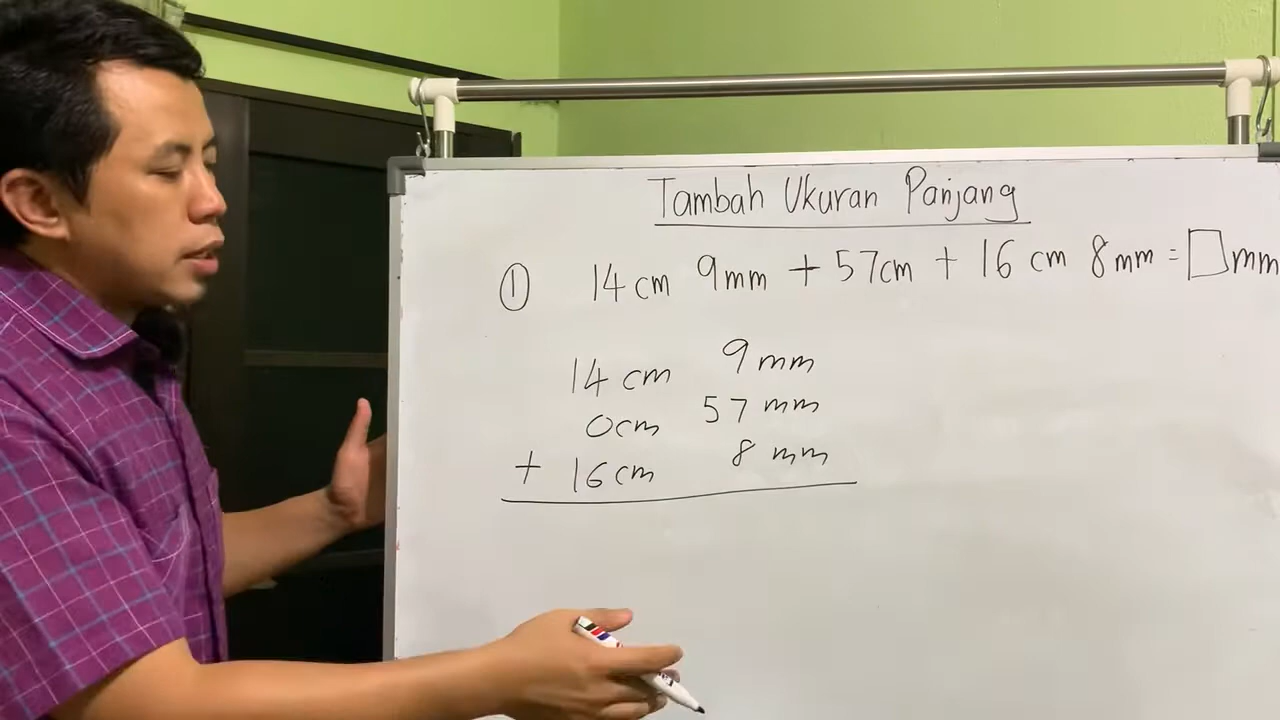 Tambah Ukuran Panjang
① 14 cm 9 mm + 57 cm + 16 cm 8 mm = □ mm
14 cm 9 mm
0 cm 57 mm
+ 16 cm 8 mm